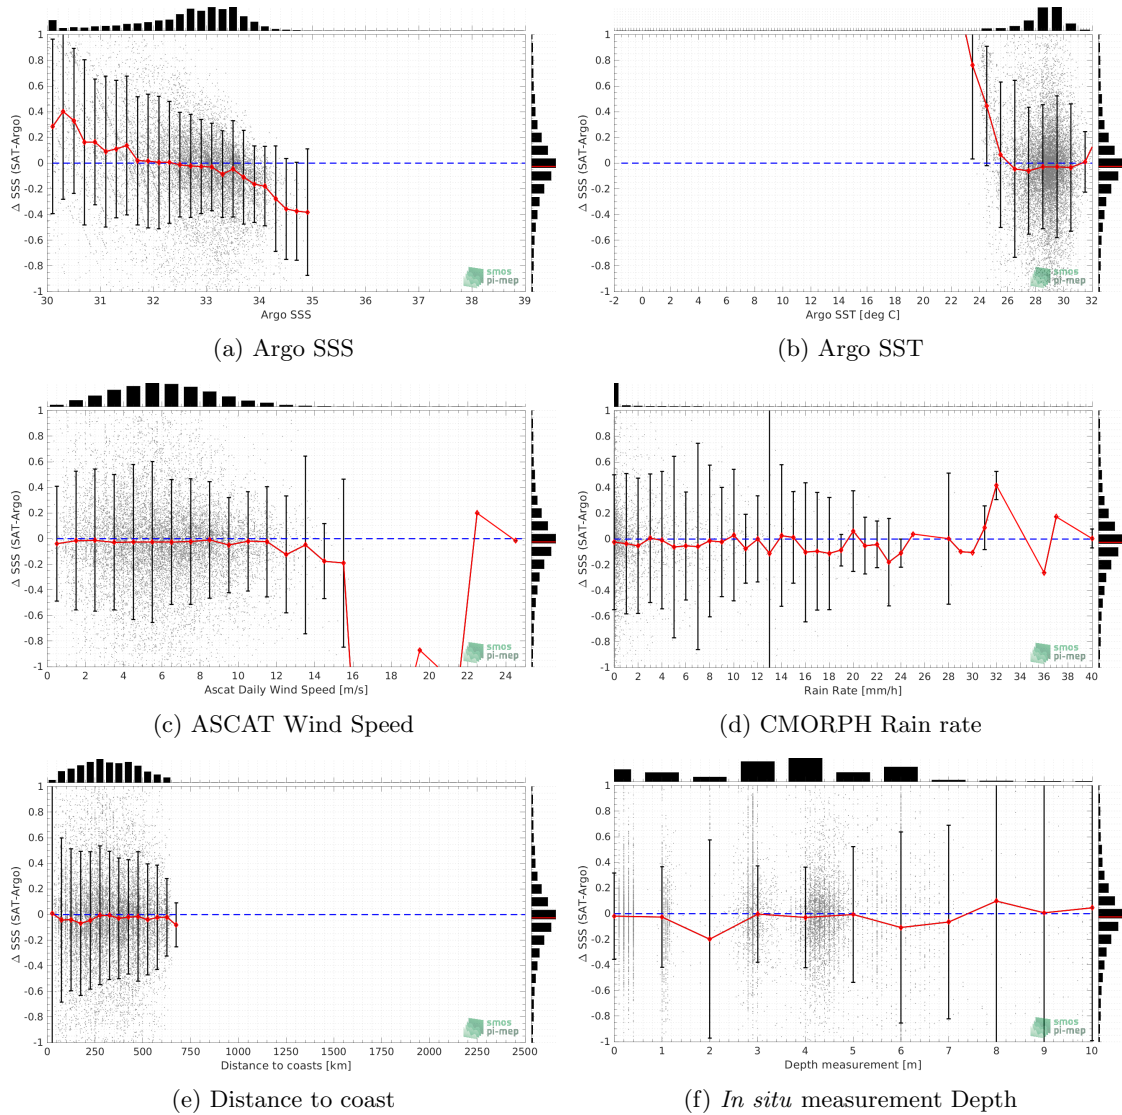 1
0.8
0.6
0.4
0.2
0
-0.2
-0.4
-0.6
-0.8
-1
Δ SSS (SAT-Argo)
30 31 32 33 34 35 36 37 38 39
Argo SSS
smos
pi-mep
(a) Argo SSS
1
0.8
0.6
0.4
0.2
0
-0.2
-0.4
-0.6
-0.8
-1
Δ SSS (SAT-Argo)
-2 0 2 4 6 8 10 12 14 16 18 20 22 24 26 28 30 32
Argo SST [deg C]
smos
pi-mep
(b) Argo SST
1
0.8
0.6
0.4
0.2
0
-0.2
-0.4
-0.6
-0.8
-1
Δ SSS (SAT-Argo)
0 2 4 6 8 10 12 14 16 18 20 22 24
Ascat Daily Wind Speed [m/s]
smos
pi-mep
(c) ASCAT Wind Speed
1
0.8
0.6
0.4
0.2
0
-0.2
-0.4
-0.6
-0.8
-1
Δ SSS (SAT-Argo)
0 2 4 6 8 10 12 14 16 18 20 22 24 26 28 30 32 34 36 38 40
Rain Rate [mm/h]
smos
pi-mep
(d) CMORPH Rain rate
1
0.8
0.6
0.4
0.2
0
-0.2
-0.4
-0.6
-0.8
-1
Δ SSS (SAT-Argo)
0 250 500 750 1000 1250 1500 1750 2000 2250 2500
Distance to coasts [km]
smos
pi-mep
(e) Distance to coast
1
0.8
0.6
0.4
0.2
0
-0.2
-0.4
-0.6
-0.8
-1
Δ SSS (SAT-Argo)
0 1 2 3 4 5 6 7 8 9 10
Depth measurement [m]
smos
pi-mep
(f) In situ measurement Depth